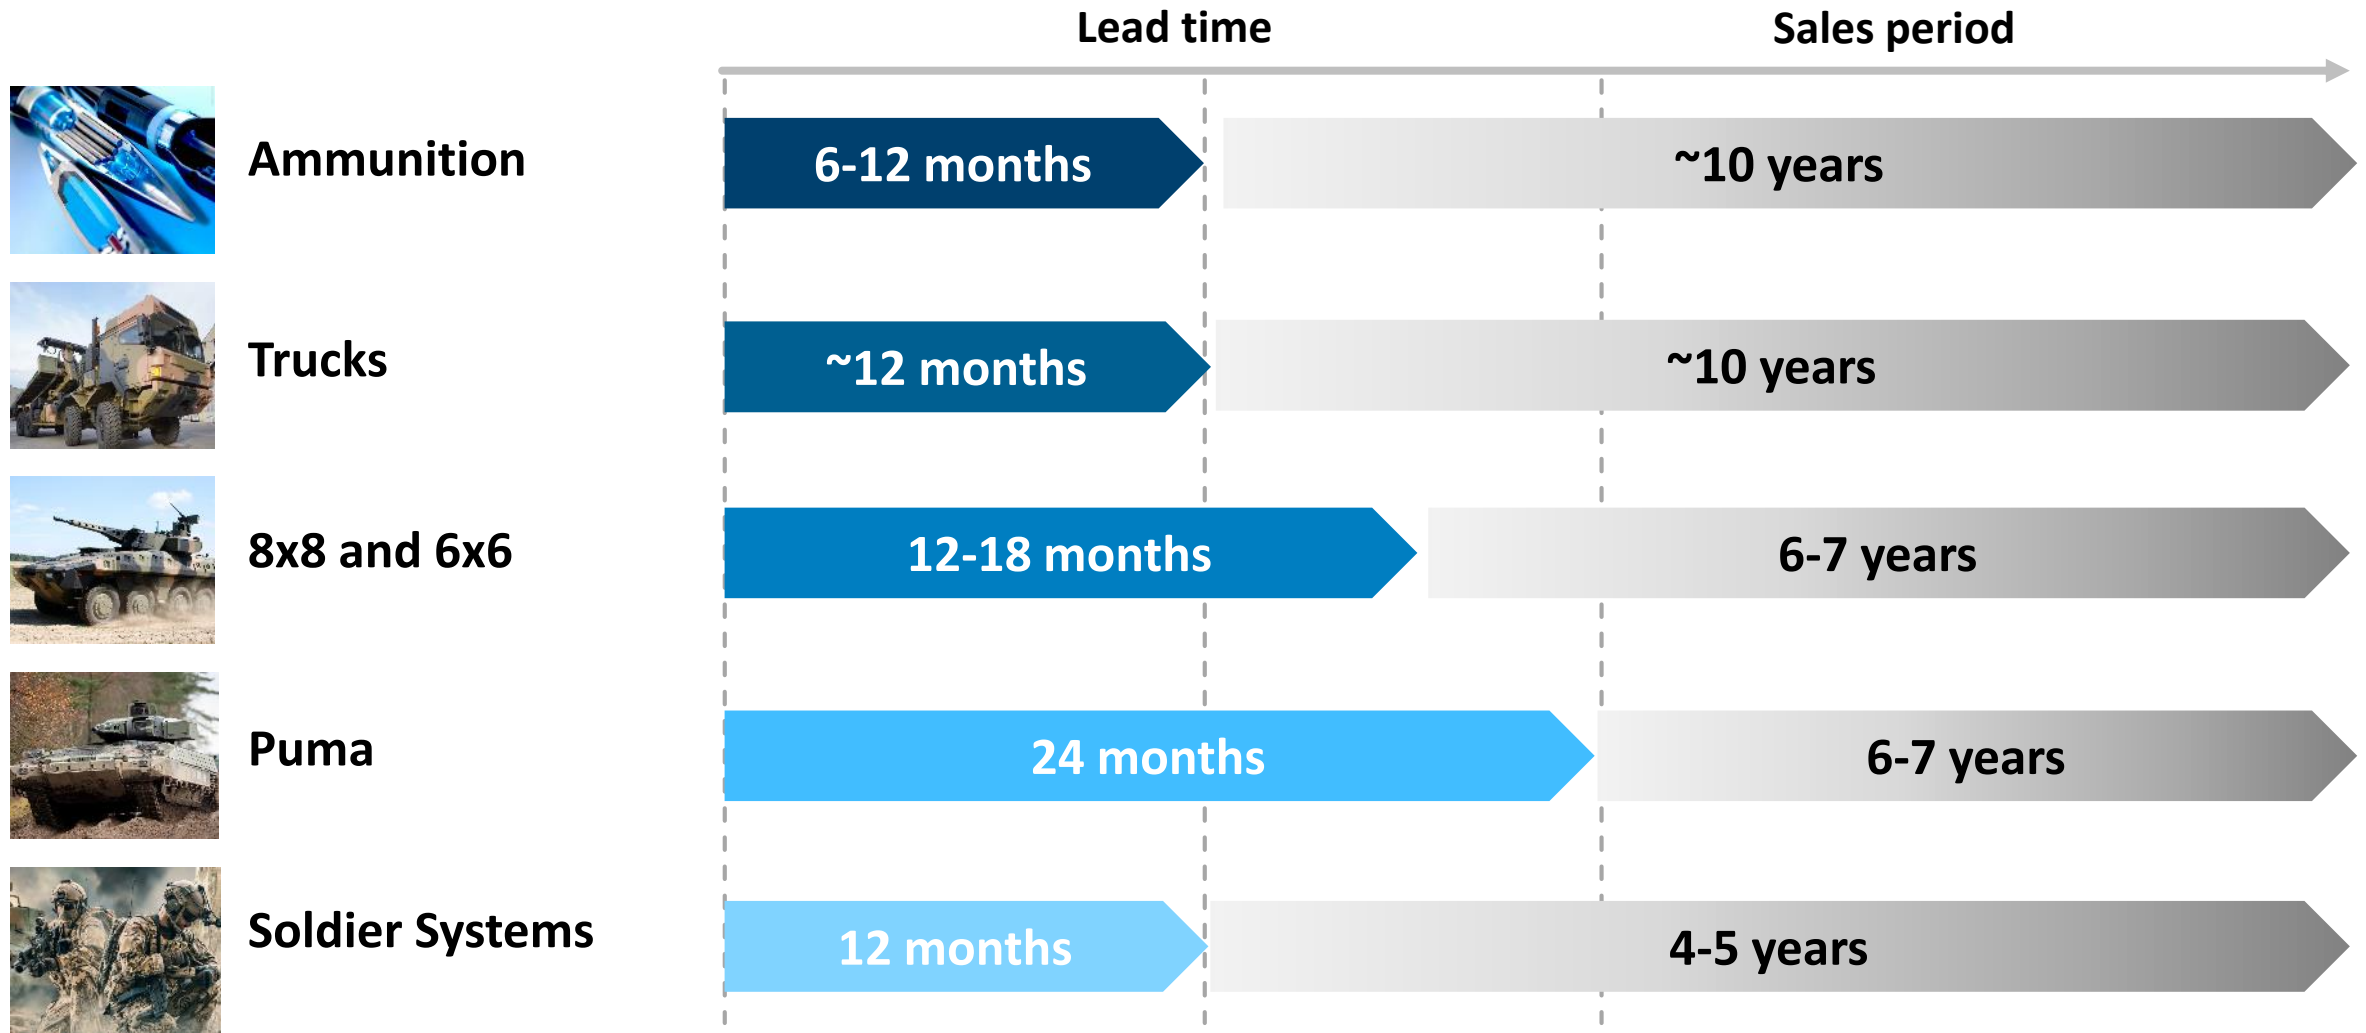 Lead time
Sales period
Ammunition
6-12 months
~10 years
Trucks
~12 months
~10 years
8x8 and 6x6
12-18 months
6-7 years
Puma
24 months
6-7 years
Soldier Systems
12 months
4-5 years